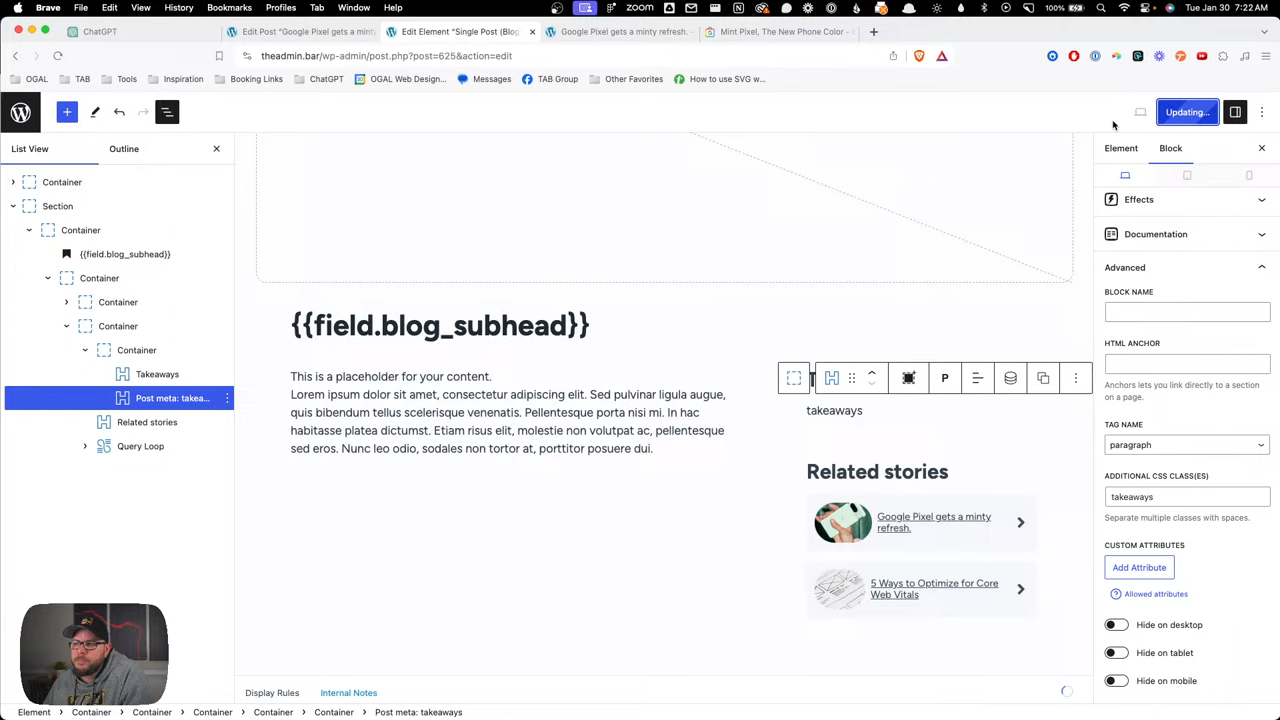 Brave File Edit View History Bookmarks Profiles Tab Window Help
ZOOM 100% Tue Jan 30 7:22 AM
ChatGPT
Edit Post "Google Pixel gets a minty
Edit Element "Single Post (Blog
Google Pixel gets a minty refresh.
Mint Pixel, The New Phone Color -
theadmin.bar/wp-admin/post.php?post=625&action=edit
OGAL TAB Tools Inspiration Booking Links ChatGPT OGAL Web Design... Messages TAB Group Other Favorites How to use SVG w...
Updating...
List View Outline
Element Block
Container
Section
Container
{{field.blog_subhead}}
Container
Container
Container
Container
Takeaways
Post meta: takea...
Related stories
Query Loop
{{field.blog_subhead}}
This is a placeholder for your content.
Lorem ipsum dolor sit amet, consectetur adipiscing elit. Sed pulvinar ligula augue,
quis bibendum tellus scelerisque venenatis. Pellentesque porta nisi mi. In hac
habitasse platea dictumst. Etiam risus elit, molestie non volutpat ac, pellentesque
sed eros. Nunc leo odio, sodales non tortor at, porttitor posuere dui.
T
P
takeaways
Related stories
Google Pixel gets a minty
refresh.
5 Ways to Optimize for Core
Web Vitals
Effects
Documentation
Advanced
BLOCK NAME
HTML ANCHOR
Anchors lets you link directly to a section
on a page.
TAG NAME
paragraph
ADDITIONAL CSS CLASS(ES)
takeaways
Separate multiple classes with spaces.
CUSTOM ATTRIBUTES
Add Attribute
Allowed attributes
Hide on desktop
Hide on tablet
Hide on mobile
Display Rules Internal Notes
Element Container Container Container Container Container Post meta: takeaways